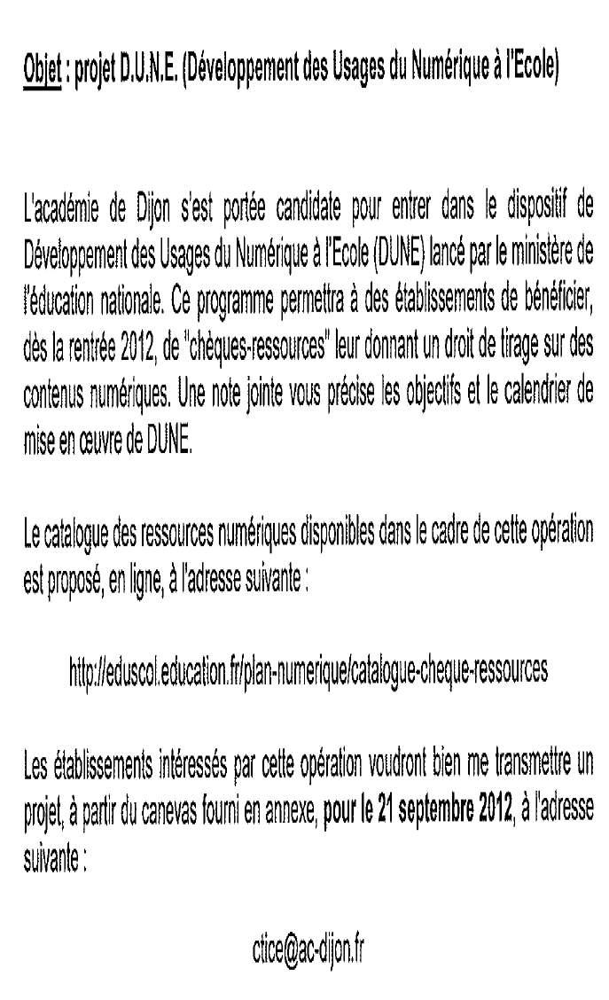 Objet : projet D.U.N.E. (Développement des Usages du Numérique à l'Ecole)
L'académie de Dijon s'est portée candidate pour entrer dans le dispositif de
Développement des Usages du Numérique à l'Ecole (DUNE) lancé par le ministère de
l'éducation nationale. Ce programme permettra à des établissements de bénéficier,
dès la rentrée 2012, de "chèques-ressources" leur donnant un droit de tirage sur des
contenus numériques. Une note jointe vous précise les objectifs et le calendrier de
mise en œuvre de DUNE.
Le catalogue des ressources numériques disponibles dans le cadre de cette opération
est proposé, en ligne, à l'adresse suivante :
http://eduscol.education.fr/plan-numerique/catalogue-cheque-ressources
Les établissements intéressés par cette opération voudront bien me transmettre un
projet, à partir du canevas fourni en annexe, pour le 21 septembre 2012, à l'adresse
suivante :
ctice@ac-dijon.fr